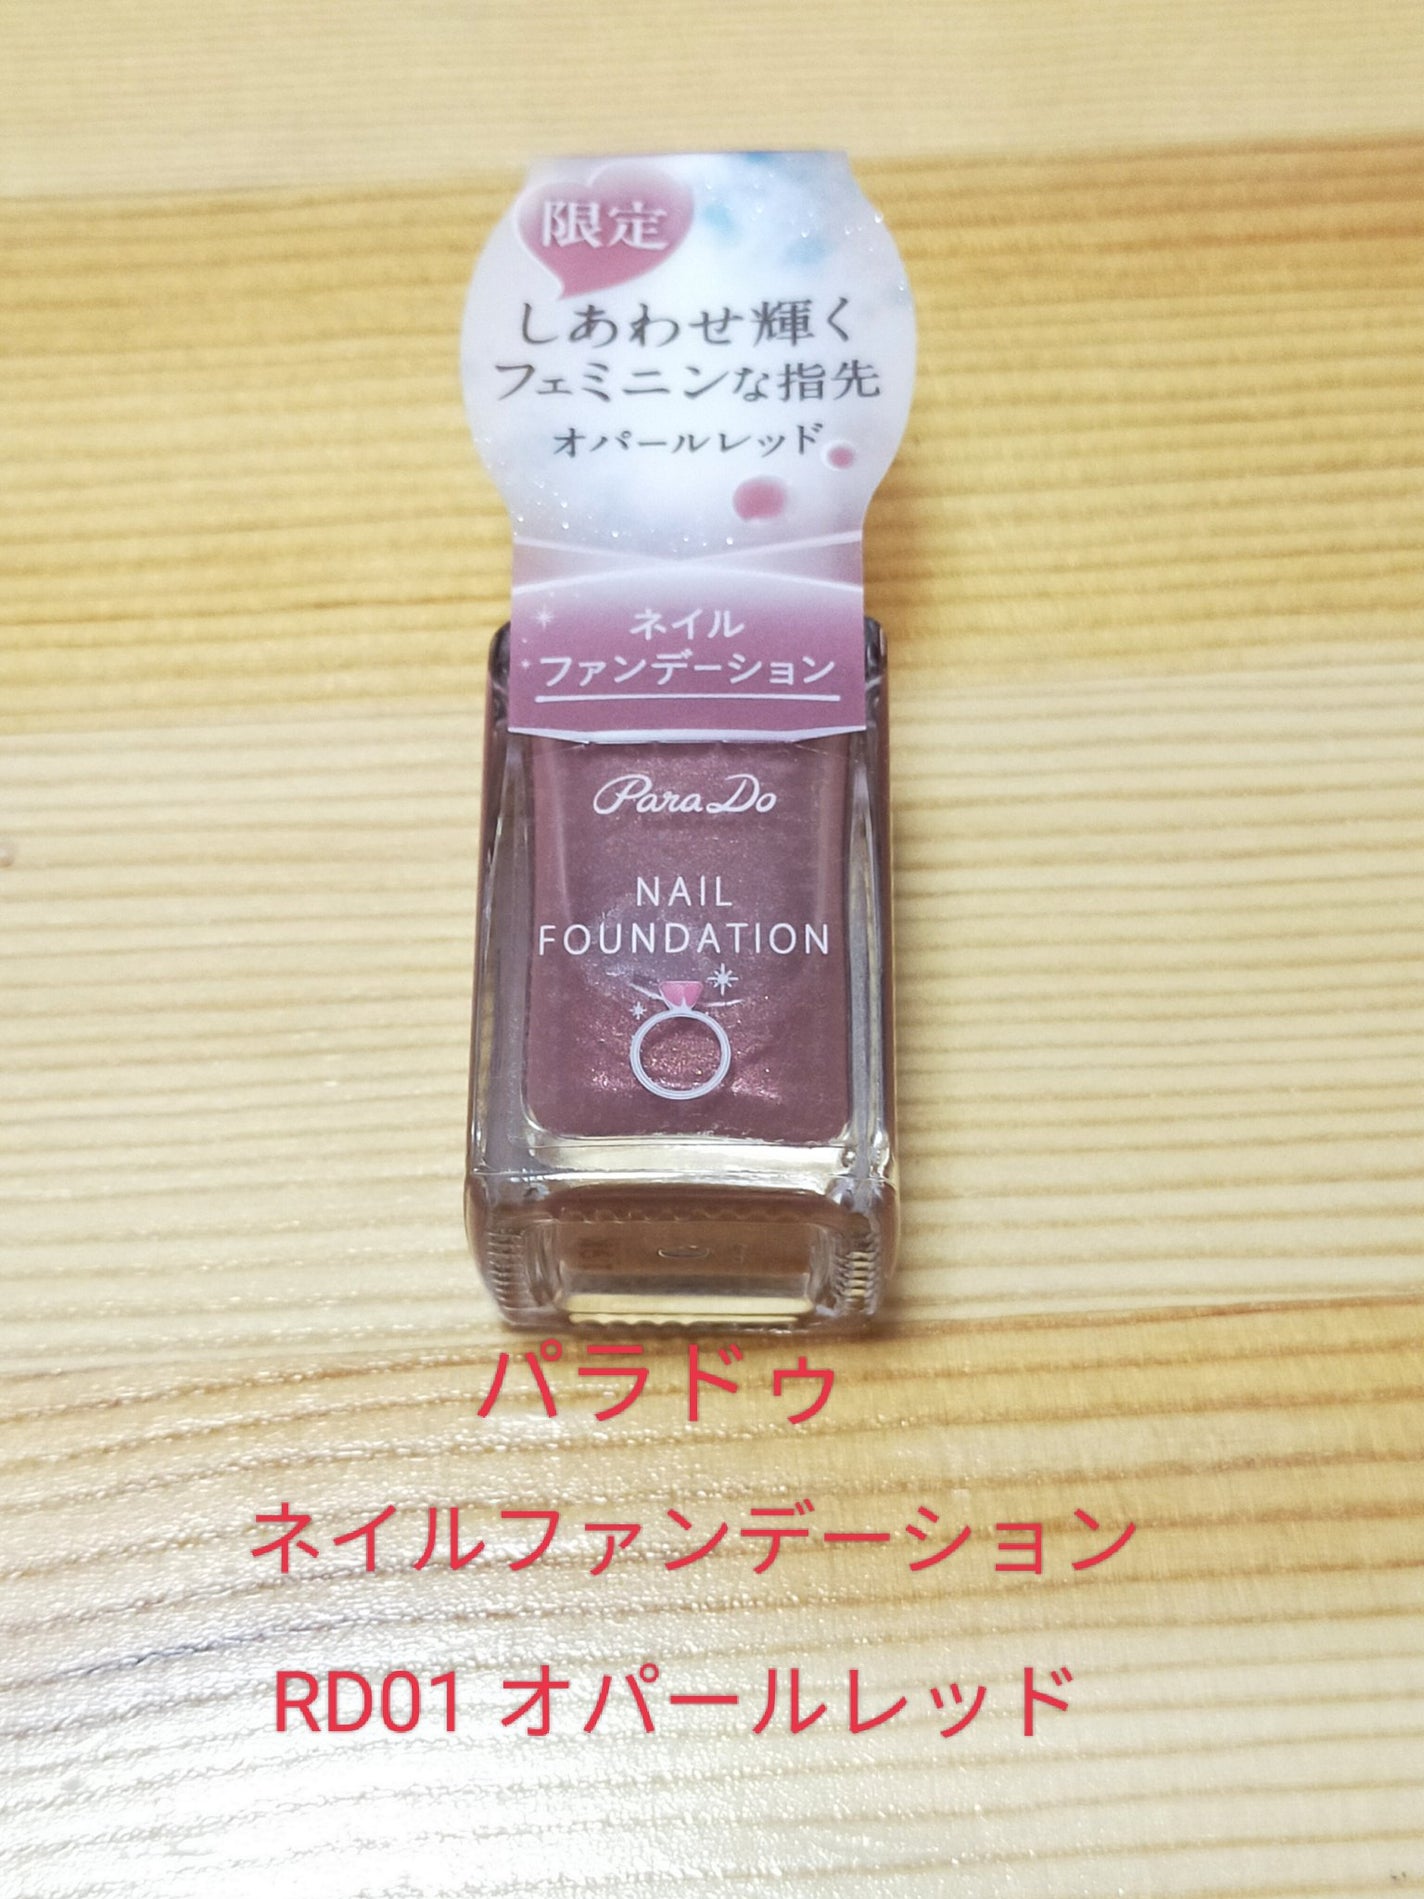 限定
しあわせ輝く
フェミニンな指先
オパールレッド
ネイル
ファンデーション
Para Do
NAIL
FOUNDATION
パラドゥ
ネイルファンデーション
RD01 オパールレッド